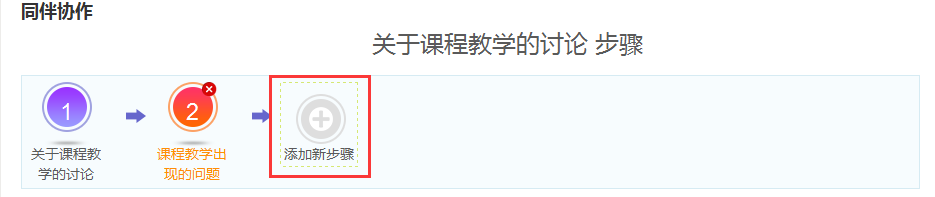 同伴协作
关于课程教学的讨论 步骤
1
2
关于课程教
学的讨论
课程教学出
现的问题
添加新步骤